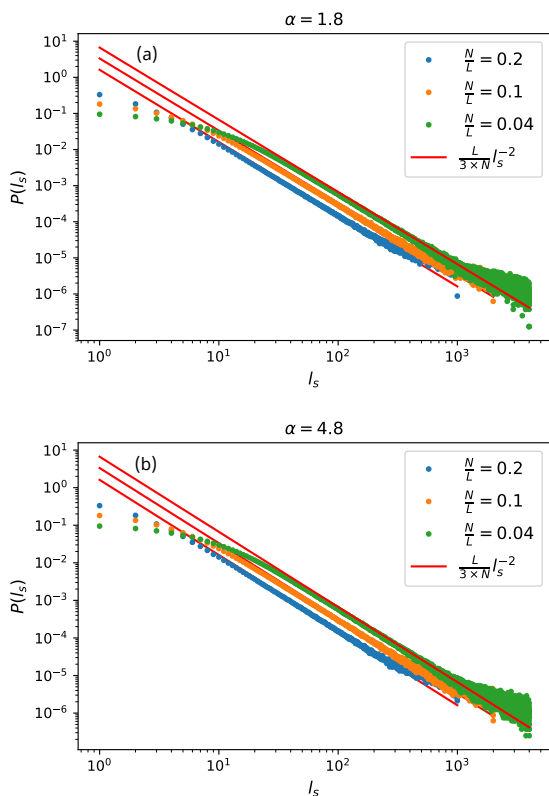 α = 1.8
(a)
N/L = 0.2
N/L = 0.1
N/L = 0.04
L/(3 × N) l_s^{-2}
P(l_s)
10^1
10^0
10^{-1}
10^{-2}
10^{-3}
10^{-4}
10^{-5}
10^{-6}
10^{-7}
10^0 10^1 10^2 10^3
l_s
α = 4.8
(b)
N/L = 0.2
N/L = 0.1
N/L = 0.04
L/(3 × N) l_s^{-2}
P(l_s)
10^1
10^0
10^{-1}
10^{-2}
10^{-3}
10^{-4}
10^{-5}
10^{-6}
10^0 10^1 10^2 10^3
l_s